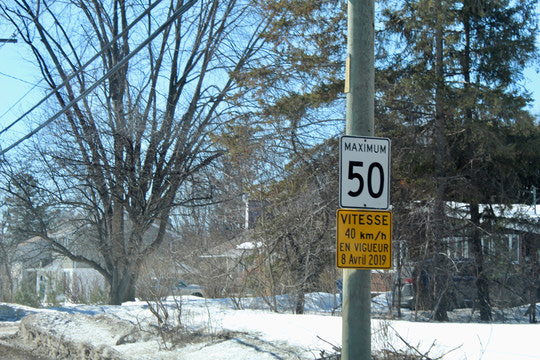 MAXIMUM
50
VITESSE
40 km/h
EN VIGUEUR
8 Avril 2019